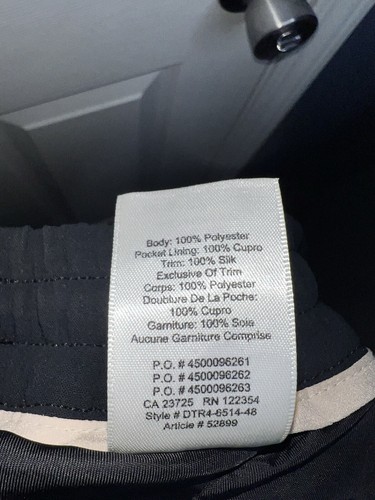 Body: 100% Polyester
Pocket Lining: 100% Cupro
Trim: 100% Silk
Exclusive Of Trim
Corps: 100% Polyester
Doublure De La Poche:
100% Cupro
Garniture: 100% Soie
Aucune Garniture Comprise
P.O. # 4500096261
P.O. # 4500096262
P.O. # 4500096263
CA 23725 RN 122354
Style # DTR4-6514-48
Article # 52899